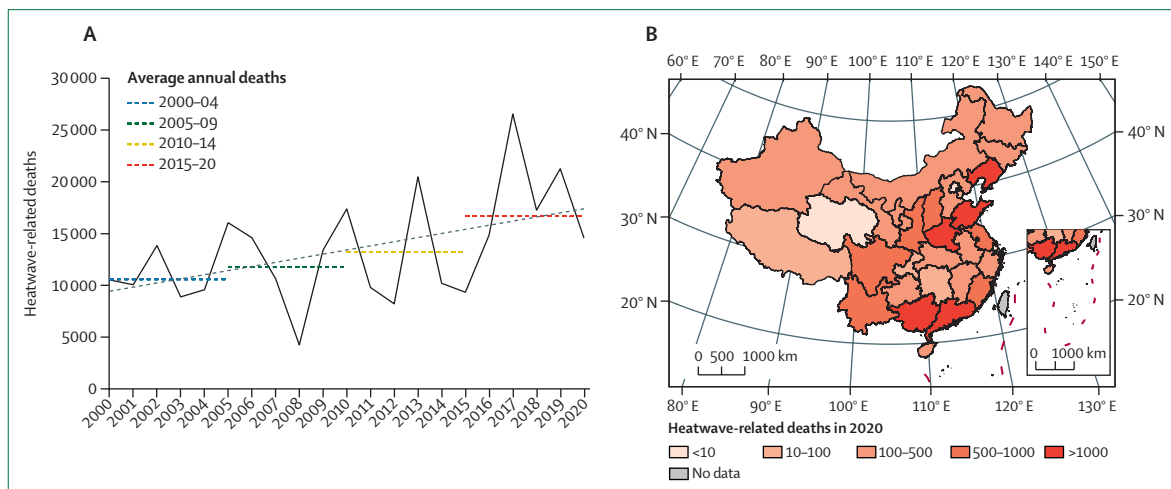 A
Average annual deaths
2000–04
2005–09
2010–14
2015–20
Heatwave-related deaths
30 000
25 000
20 000
15 000
10 000
5000
0
2000 2001 2002 2003 2004 2005 2006 2007 2008 2009 2010 2011 2012 2013 2014 2015 2016 2017 2018 2019 2020
B
60° E 70° E 80° E 90° E 100° E 110° E 120° E 130° E 140° E 150° E
40° N 40° N
30° N 30° N
20° N 20° N
0 500 1000 km
0 1000 km
80° E 90° E 100° E 110° E 120° E 130° E
Heatwave-related deaths in 2020
<10 10–100 100–500 500–1000 >1000
No data